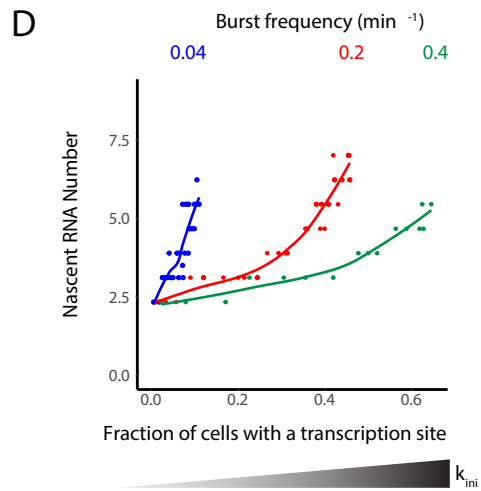 D
Burst frequency (min ⁻¹)
0.04 0.2 0.4
Nascent RNA Number
7.5
5.0
2.5
0.0
0.0 0.2 0.4 0.6
Fraction of cells with a transcription site
k_ini